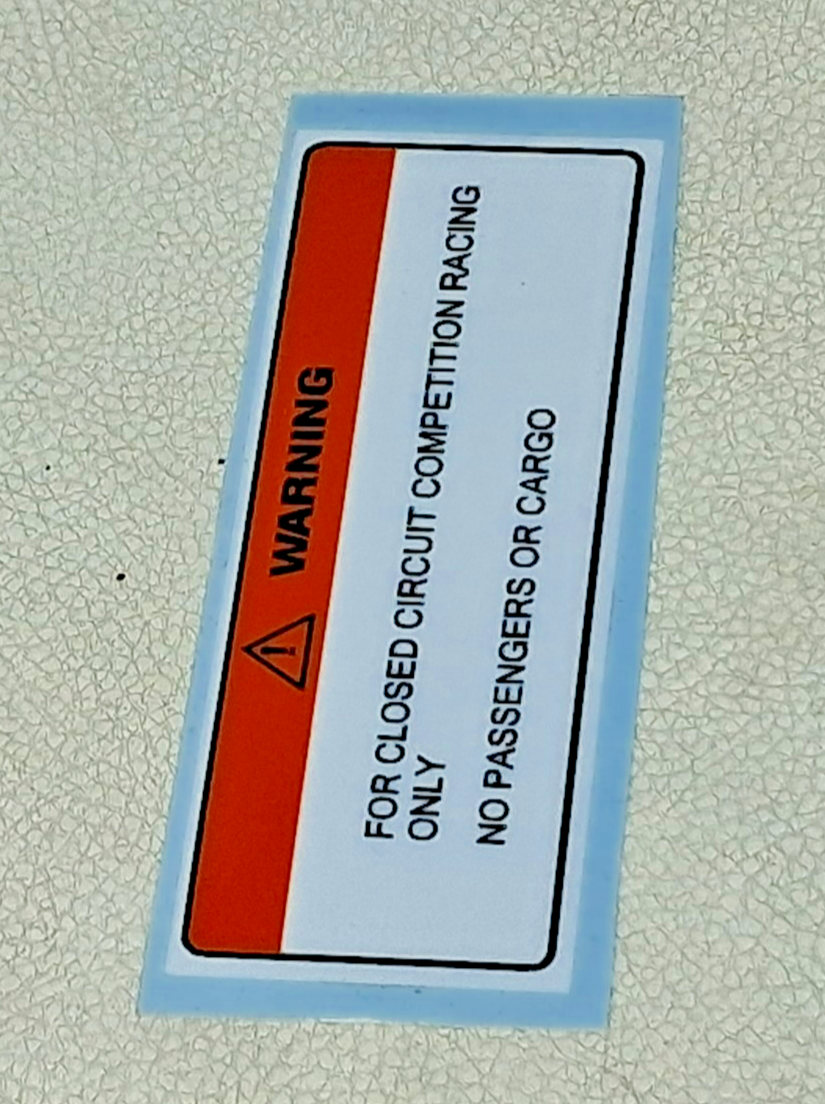 WARNING
FOR CLOSED CIRCUIT COMPETITION RACING
ONLY
NO PASSENGERS OR CARGO